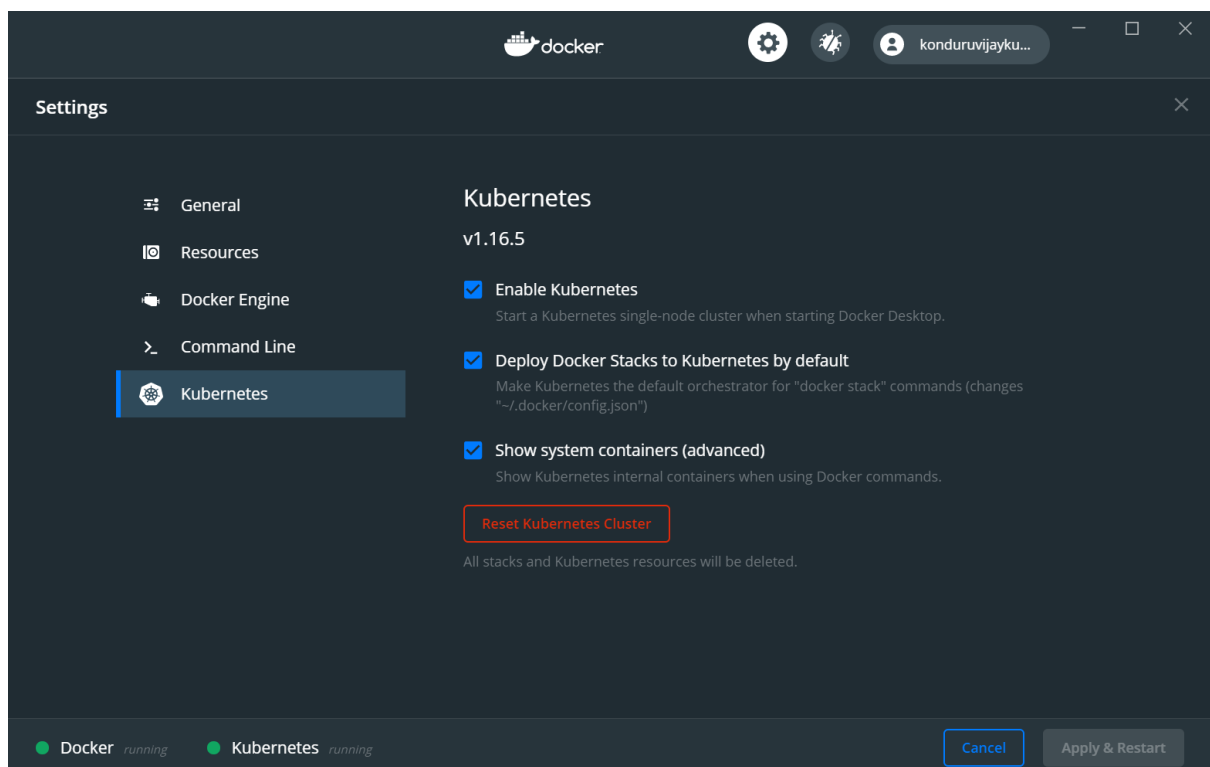 docker
konduruvijayku...
Settings
General
Resources
Docker Engine
Command Line
Kubernetes
Kubernetes
v1.16.5
Enable Kubernetes
Start a Kubernetes single-node cluster when starting Docker Desktop.
Deploy Docker Stacks to Kubernetes by default
Make Kubernetes the default orchestrator for "docker stack" commands (changes
"~/.docker/config.json")
Show system containers (advanced)
Show Kubernetes internal containers when using Docker commands.
Reset Kubernetes Cluster
All stacks and Kubernetes resources will be deleted.
Docker running
Kubernetes running
Cancel
Apply & Restart